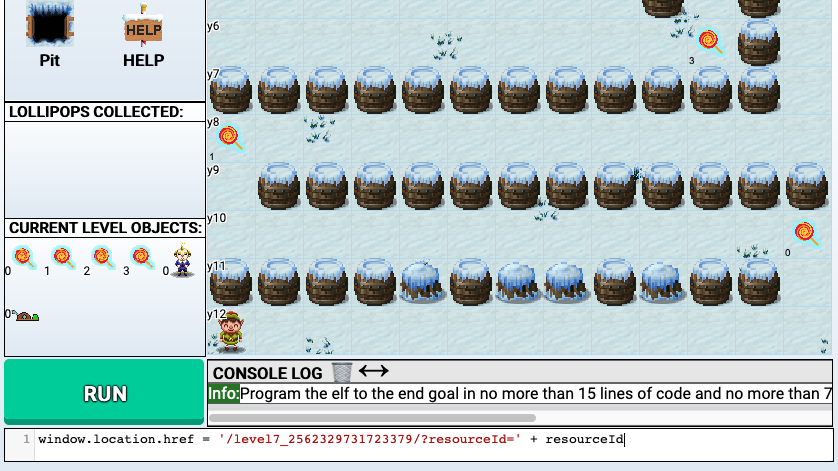 Pit
HELP
HELP
LOLLIPOPS COLLECTED:
CURRENT LEVEL OBJECTS:
0 1 2 3 0
0
y6
3
y7
y8
1
y9
y10
0
y11
y12
RUN
CONSOLE LOG
Info:Program the elf to the end goal in no more than 15 lines of code and no more than 7
1 window.location.href = '/level7_2562329731723379/?resourceId=' + resourceId